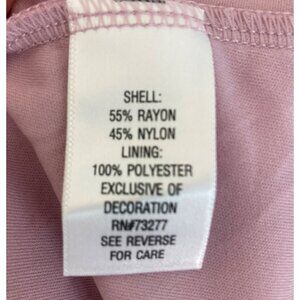 SHELL:
55% RAYON
45% NYLON
LINING:
100% POLYESTER
EXCLUSIVE OF
DECORATION
RN#73277
SEE REVERSE
FOR CARE